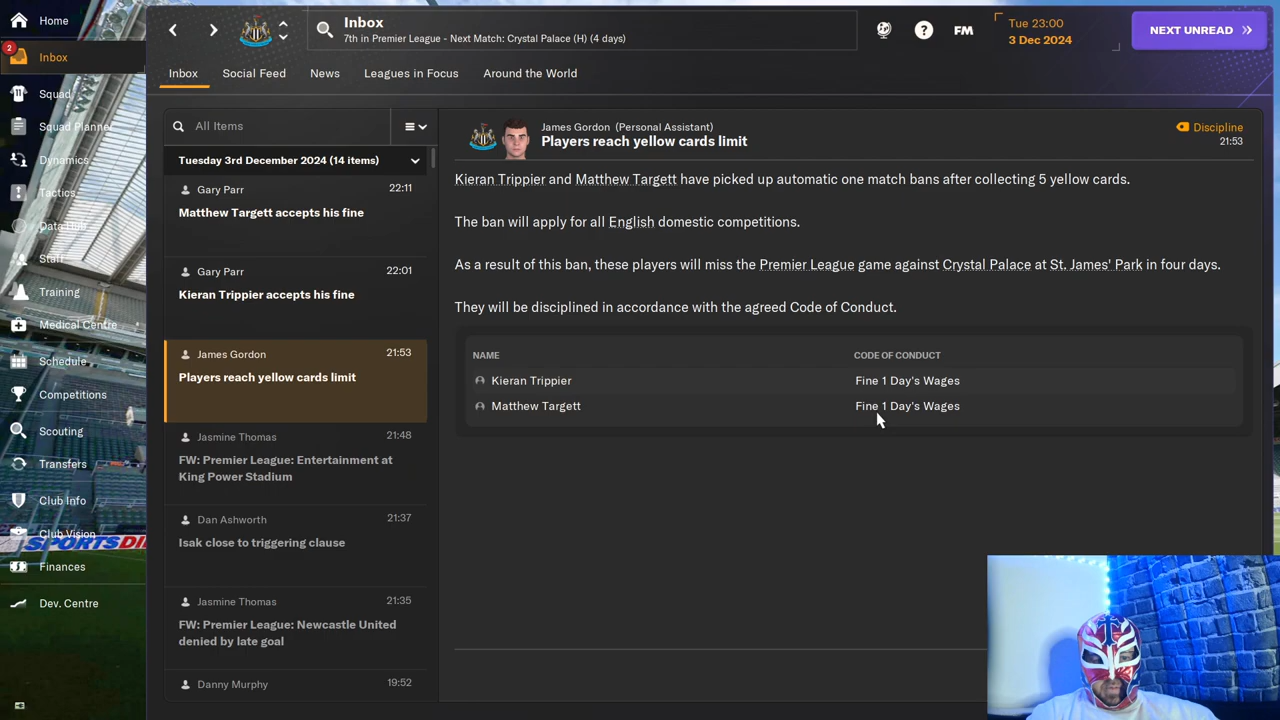 Home
2
Inbox
Squad
Squad Planner
Dynamics
Tactics
Data Hub
Staff
Training
Medical Centre
Schedule
Competitions
Scouting
Transfers
Club Info
Club Vision
SPORTS DI
Finances
Dev. Centre
Inbox
7th in Premier League - Next Match: Crystal Palace (H) (4 days)
?
FM
Tue 23:00
3 Dec 2024
NEXT UNREAD
Inbox
Social Feed
News
Leagues in Focus
Around the World
All Items
Tuesday 3rd December 2024 (14 items)
Gary Parr 22:11
Matthew Targett accepts his fine
Gary Parr 22:01
Kieran Trippier accepts his fine
James Gordon 21:53
Players reach yellow cards limit
Jasmine Thomas 21:48
FW: Premier League: Entertainment at
King Power Stadium
Dan Ashworth 21:37
Isak close to triggering clause
Jasmine Thomas 21:35
FW: Premier League: Newcastle United
denied by late goal
Danny Murphy 19:52
James Gordon (Personal Assistant)
Players reach yellow cards limit
Discipline
21:53
Kieran Trippier and Matthew Targett have picked up automatic one match bans after collecting 5 yellow cards.
The ban will apply for all English domestic competitions.
As a result of this ban, these players will miss the Premier League game against Crystal Palace at St. James' Park in four days.
They will be disciplined in accordance with the agreed Code of Conduct.
NAME CODE OF CONDUCT
Kieran Trippier Fine 1 Day's Wages
Matthew Targett Fine 1 Day's Wages